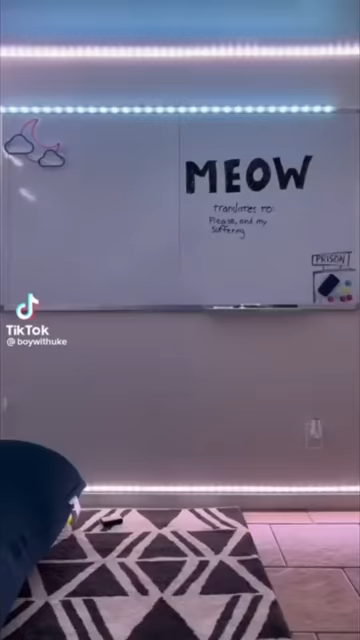 MEOW
Translates to:
Please, end my
Suffering
PRISON
TikTok
@boywithuke